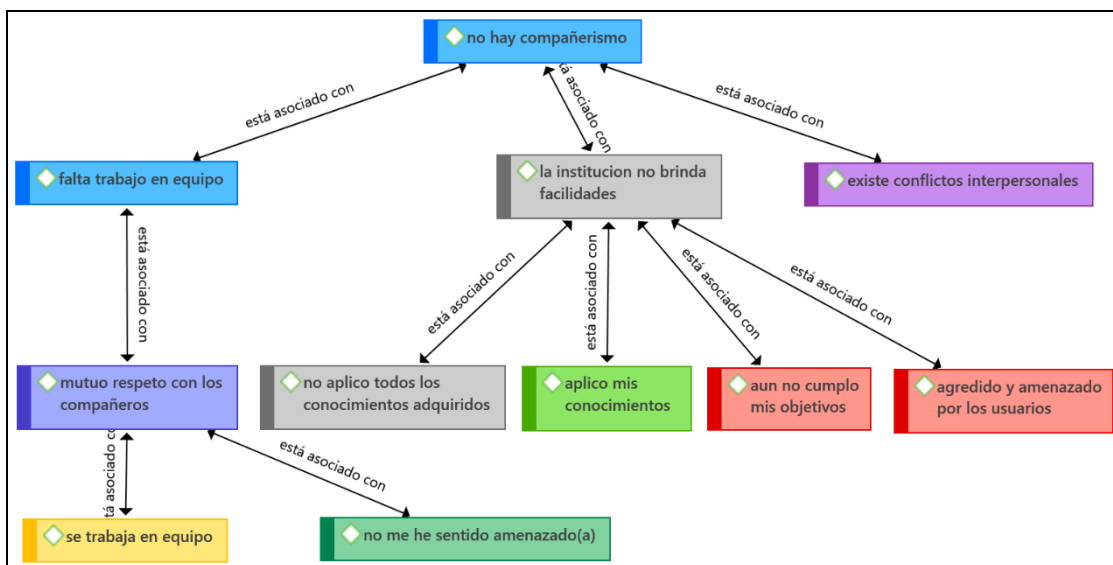 no hay compañerismo
está asociado con
tá asociado con
está asociado con
falta trabajo en equipo
la institucion no brinda
facilidades
existe conflictos interpersonales
está asociado con
está asociado con
está asociado con
está asociado con
está asociado con
mutuo respeto con los
compañeros
no aplico todos los
conocimientos adquiridos
aplico mis
conocimientos
aun no cumplo
mis objetivos
agredido y amenazado
por los usuarios
tá asociado co
está asociado con
se trabaja en equipo
no me he sentido amenazado(a)